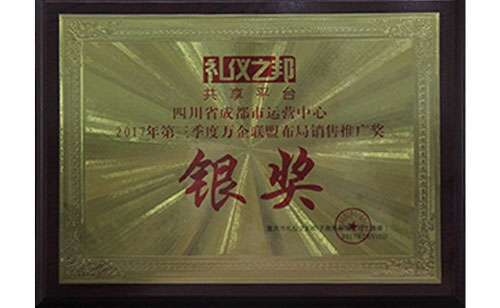 礼仪之邦
共享平台
四川省成都市运营中心
2017年第三季度万企联盟布局销售推广奖
银奖